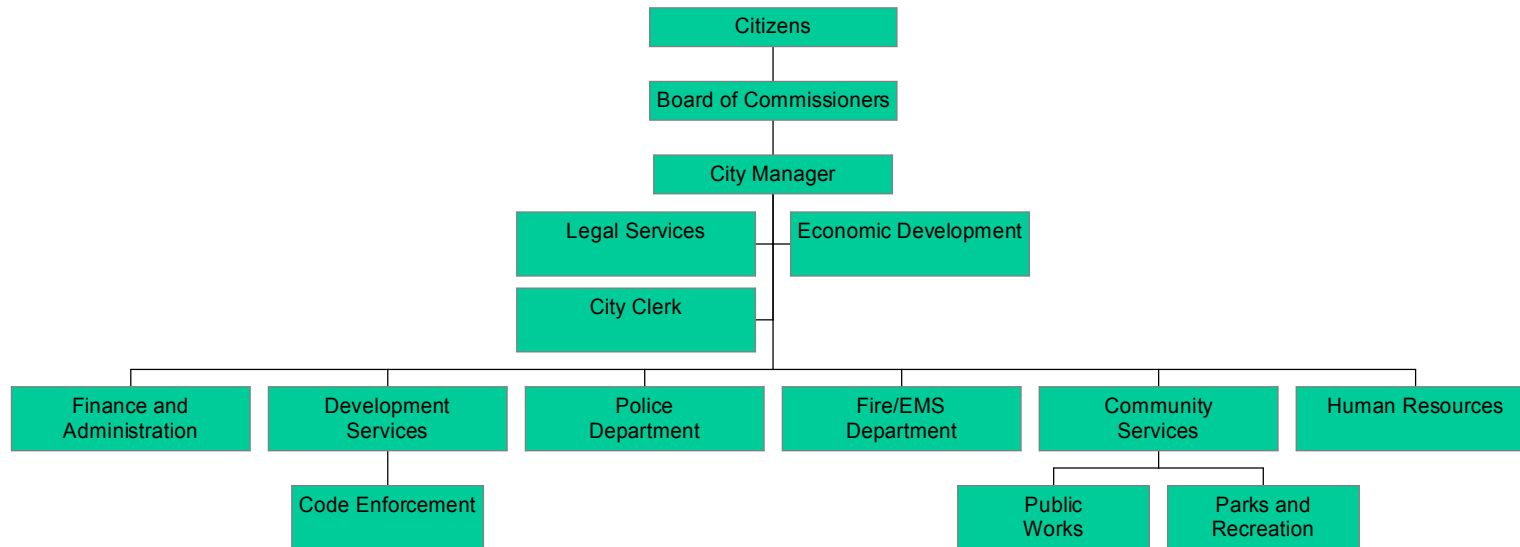 Citizens
Board of Commissioners
City Manager
Legal Services
Economic Development
City Clerk
Finance and
Administration
Development
Services
Police
Department
Fire/EMS
Department
Community
Services
Human Resources
Code Enforcement
Public
Works
Parks and
Recreation